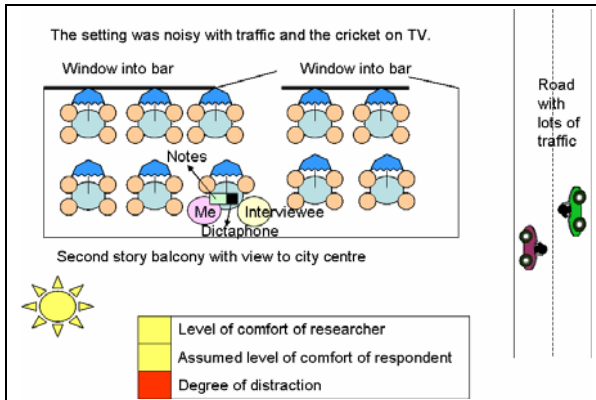 The setting was noisy with traffic and the cricket on TV.
Window into bar
Window into bar
Road
with
lots of
traffic
Notes
Me
Interviewee
Dictaphone
Second story balcony with view to city centre
Level of comfort of researcher
Assumed level of comfort of respondent
Degree of distraction